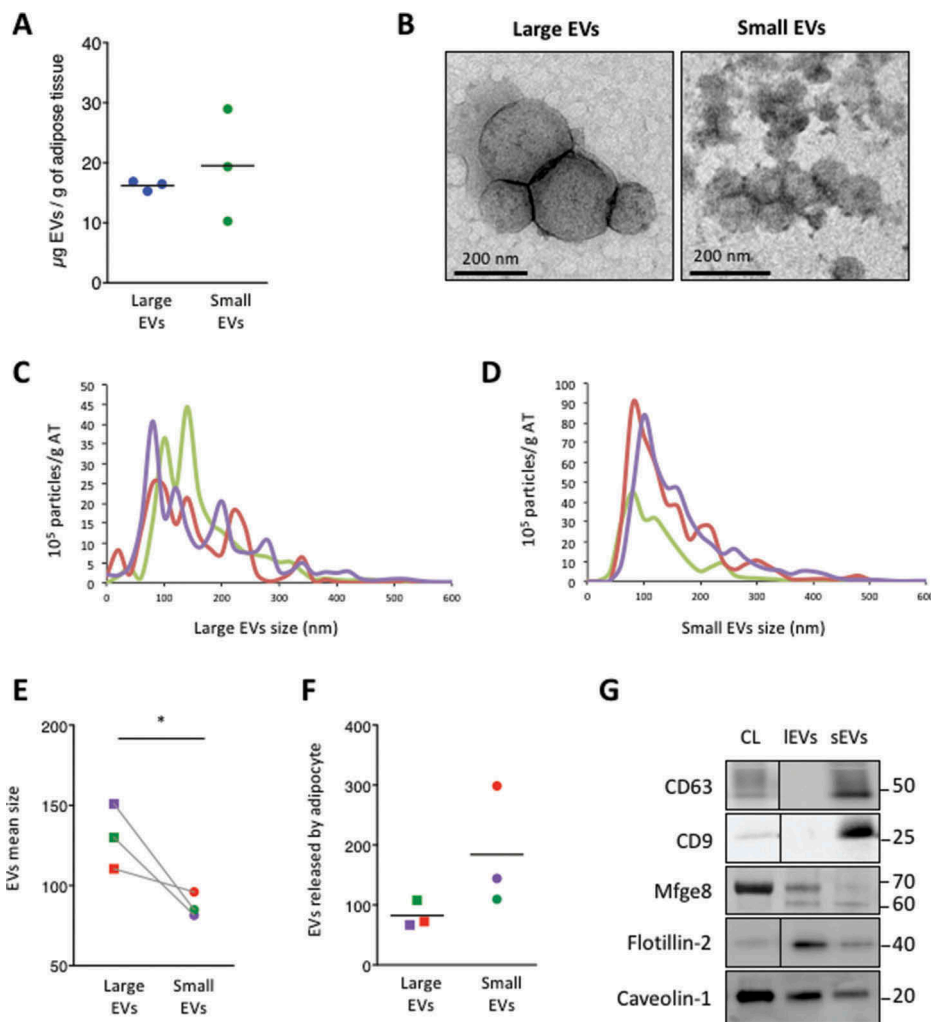 A
µg EVs / g of adipose tissue
40
30
20
10
0
Large
EVs
Small
EVs
B
Large EVs
Small EVs
200 nm
200 nm
C
10⁵ particles/g AT
50
45
40
35
30
25
20
15
10
5
0
0 100 200 300 400 500 600
Large EVs size (nm)
D
10⁵ particles/g AT
100
90
80
70
60
50
40
30
20
10
0
0 100 200 300 400 500 600
Small EVs size (nm)
E
*
EVs mean size
200
150
100
50
Large
EVs
Small
EVs
F
EVs released by adipocyte
400
300
200
100
0
Large
EVs
Small
EVs
G
CL lEVs sEVs
CD63 50
CD9 25
Mfge8 70
60
Flotillin-2 40
Caveolin-1 20